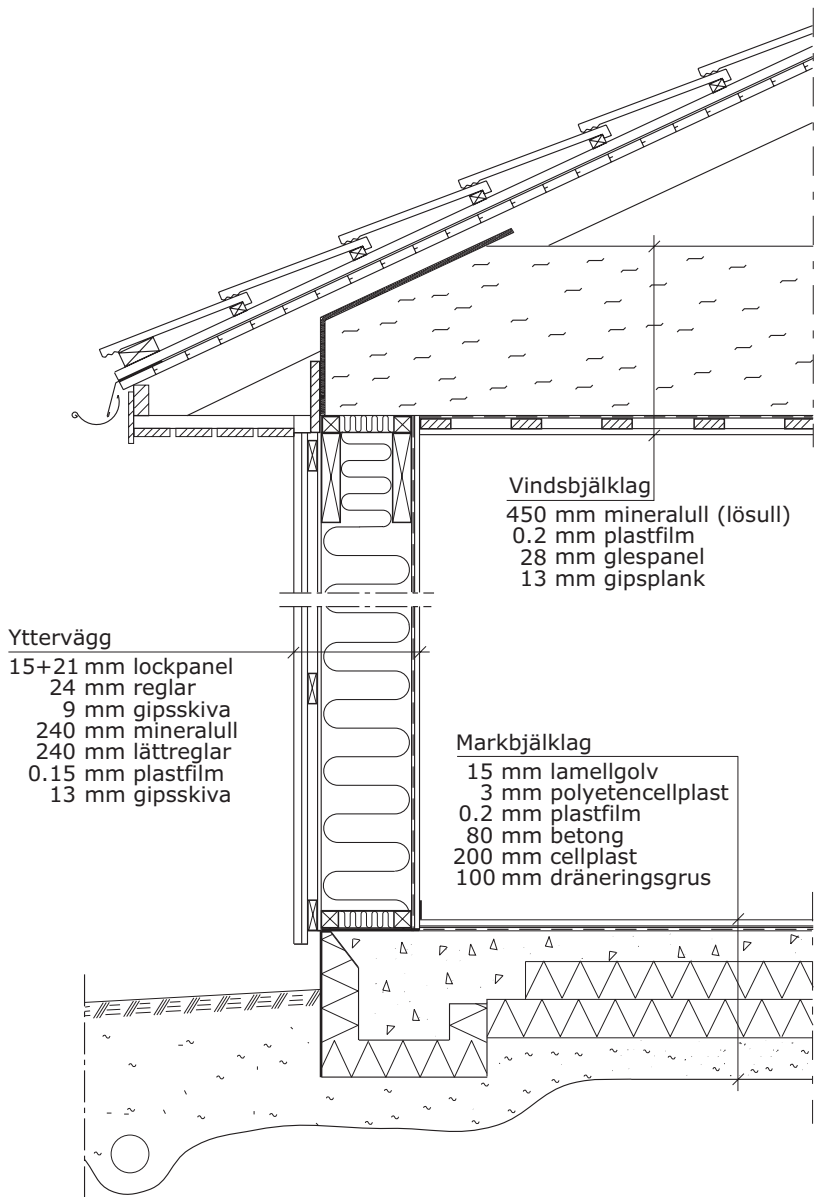 Vindsbjälklag
450 mm mineralull (lösull)
0.2 mm plastfilm
28 mm glespanel
13 mm gipsplank
Yttervägg
15+21 mm lockpanel
24 mm reglar
9 mm gipsskiva
240 mm mineralull
240 mm lättreglar
0.15 mm plastfilm
13 mm gipsskiva
Markbjälklag
15 mm lamellgolv
3 mm polyetencellplast
0.2 mm plastfilm
80 mm betong
200 mm cellplast
100 mm dräneringsgrus